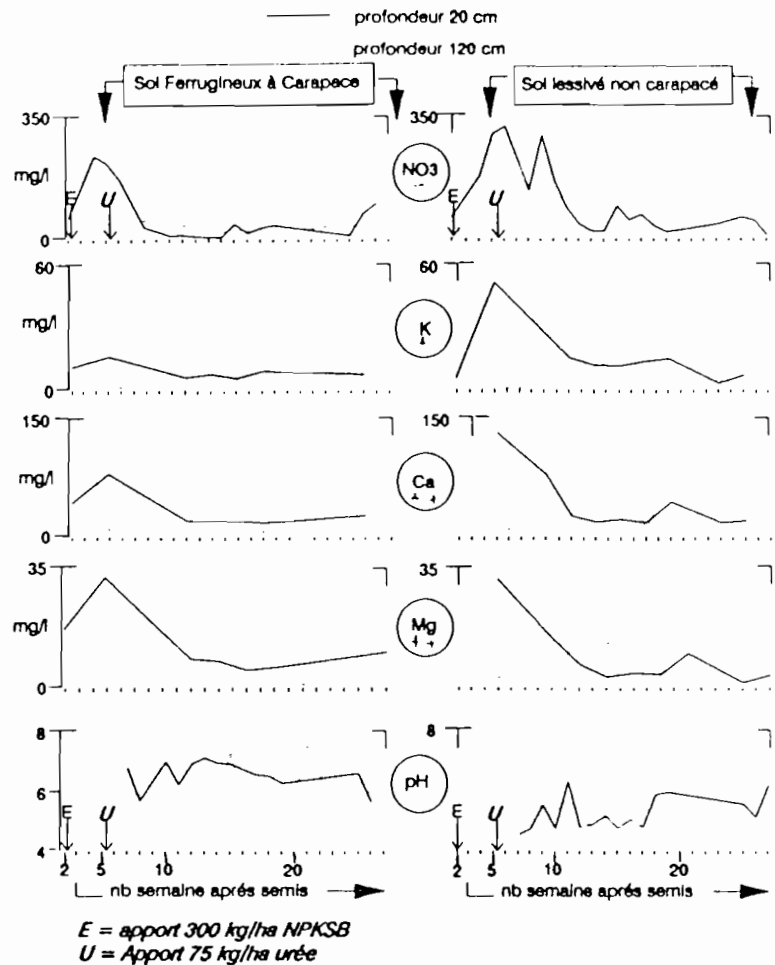 profondeur 20 cm
profondeur 120 cm
Sol Ferrugineux à Carapace
Sol lessivé non carapacé
350
mg/l
0
E
U
NO3
-
350
E
U
60
mg/l
0
K
+
60
150
mg/l
0
Ca
+ +
150
35
mg/l
0
Mg
+ +
35
8
6
4
E
U
pH
8
E
U
2 5 10 20
2 5 10 20
nb semaine aprés semis
nb semaine aprés semis
E = apport 300 kg/ha NPKSB
U = Apport 75 kg/ha urée